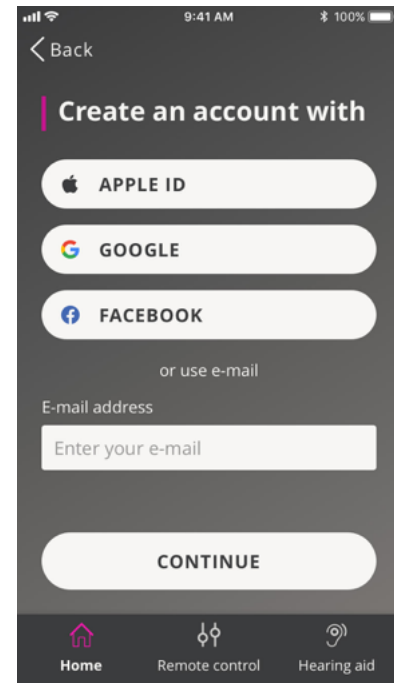 9:41 AM
100%
Back
Create an account with
APPLE ID
GOOGLE
FACEBOOK
or use e-mail
E-mail address
Enter your e-mail
CONTINUE
Home Remote control Hearing aid